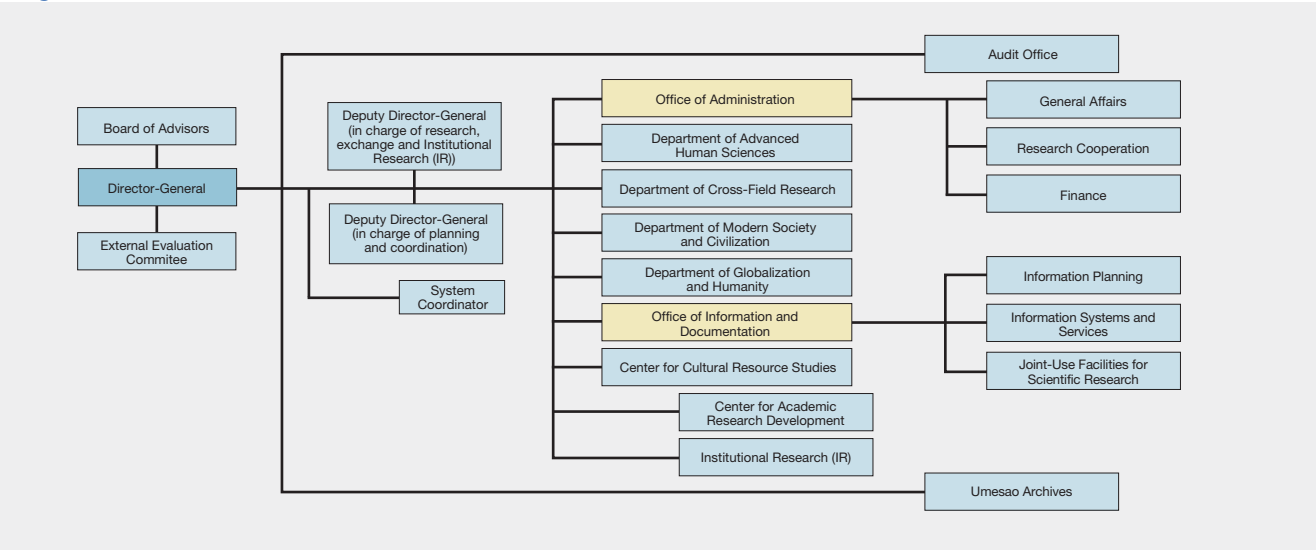 Board of Advisors
Director-General
External Evaluation
Commitee
Deputy Director-General
(in charge of research,
exchange and Institutional
Research (IR))
Deputy Director-General
(in charge of planning
and coordination)
System
Coordinator
Office of Administration
Department of Advanced
Human Sciences
Department of Cross-Field Research
Department of Modern Society
and Civilization
Department of Globalization
and Humanity
Office of Information and
Documentation
Center for Cultural Resource Studies
Center for Academic
Research Development
Institutional Research (IR)
Audit Office
General Affairs
Research Cooperation
Finance
Information Planning
Information Systems and
Services
Joint-Use Facilities for
Scientific Research
Umesao Archives